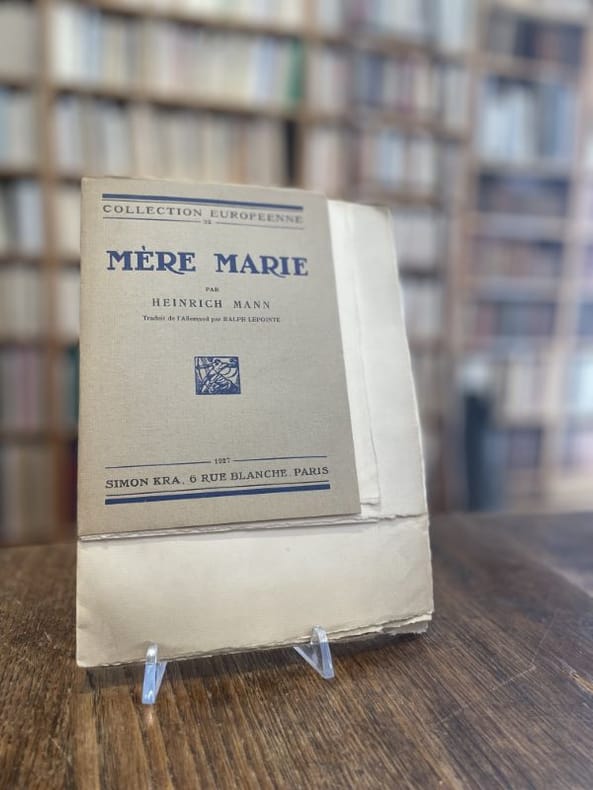 COLLECTION EUROPEENNE
32
MÈRE MARIE
PAR
HEINRICH MANN
Traduit de l'Allemand par RALPH LEPOINTE
1927
SIMON KRA, 6 RUE BLANCHE, PARIS